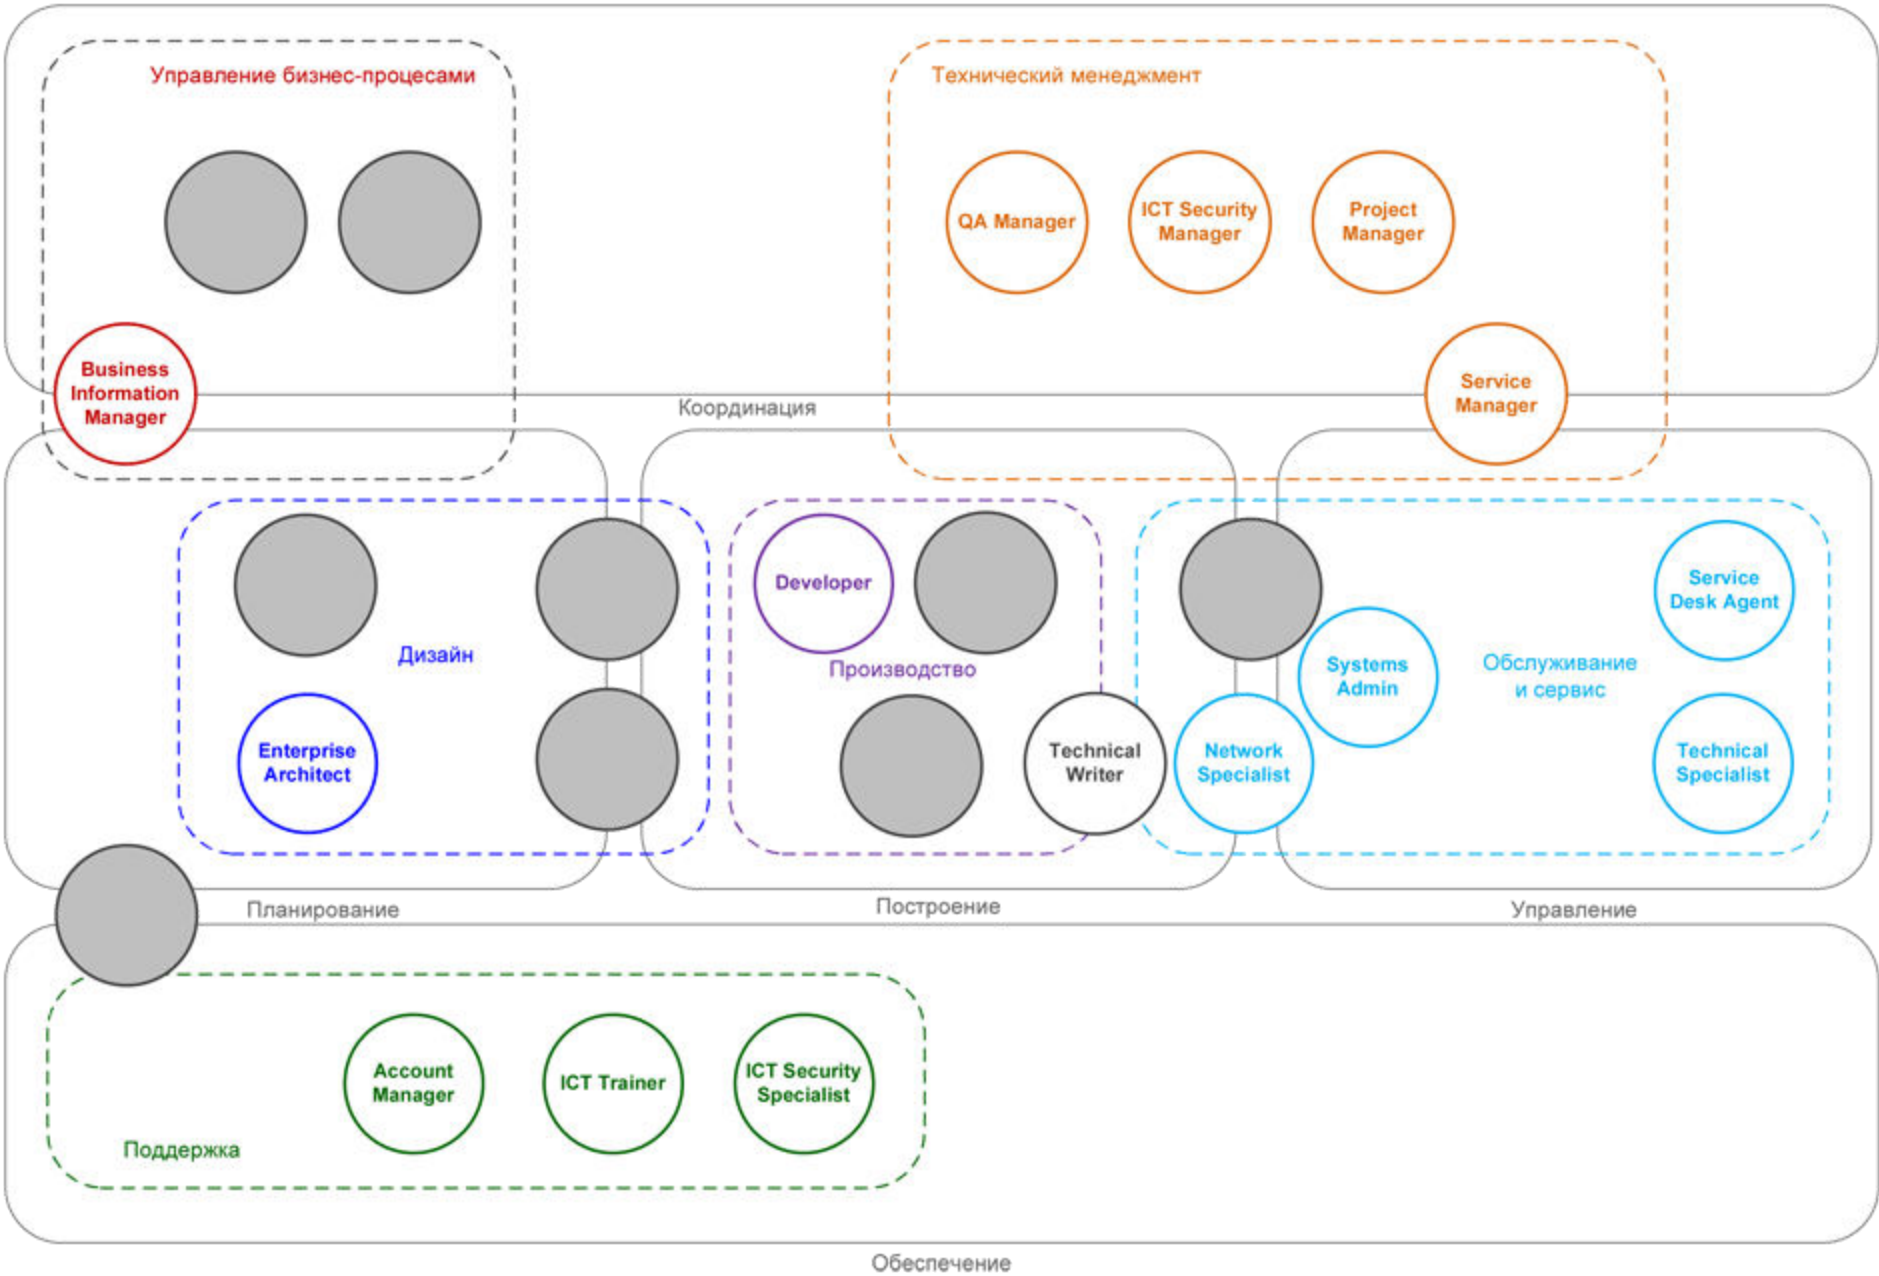 Управление бизнес-процесами
Технический менеджмент
QA Manager
ICT Security
Manager
Project
Manager
Business
Information
Manager
Service
Manager
Координация
Developer
Service
Desk Agent
Дизайн
Производство
Systems
Admin
Обслуживание
и сервис
Enterprise
Architect
Technical
Writer
Network
Specialist
Technical
Specialist
Планирование
Построение
Управление
Account
Manager
ICT Trainer
ICT Security
Specialist
Поддержка
Обеспечение